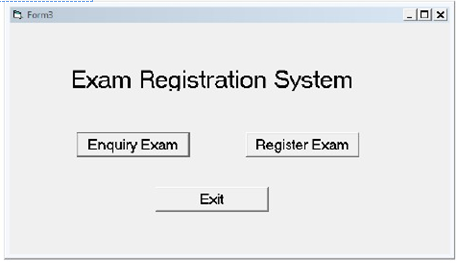 Form3
Exam Registration System
Enquiry Exam
Register Exam
Exit